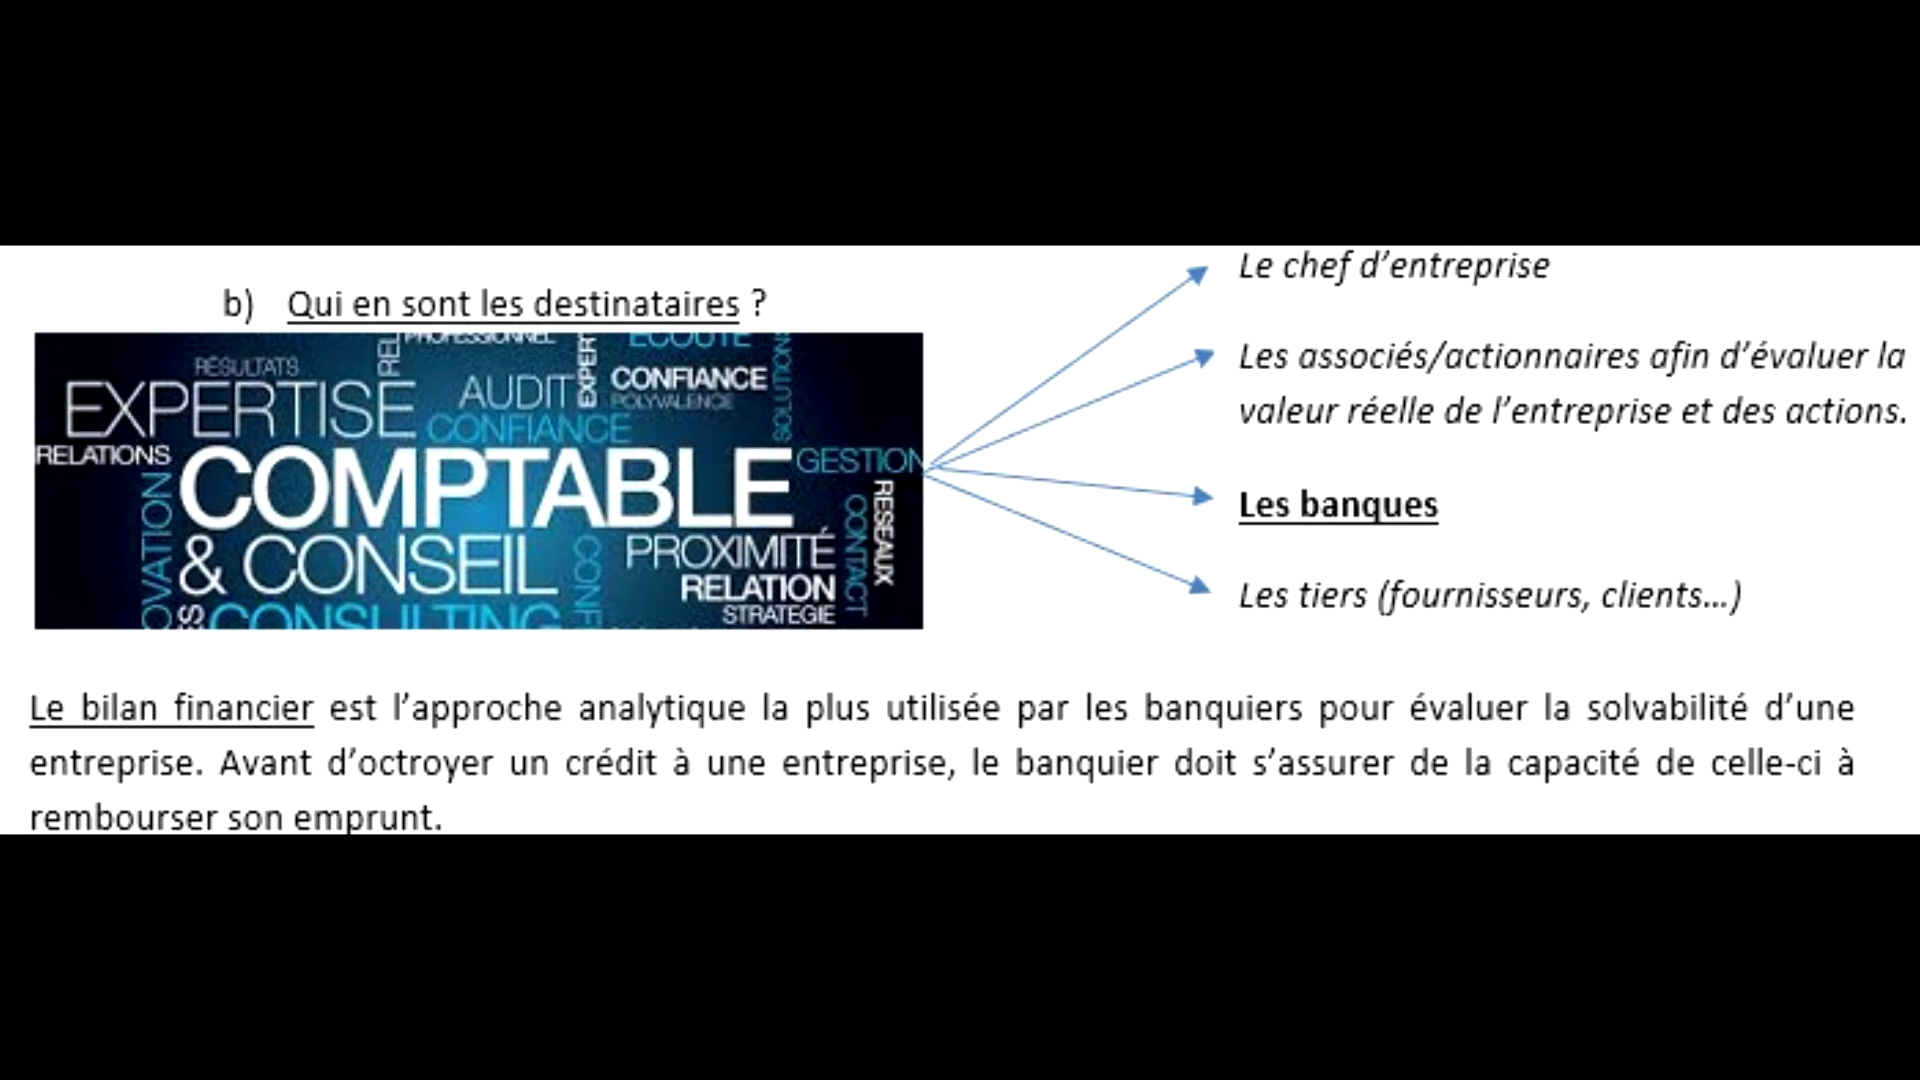 Le chef d'entreprise
b) Qui en sont les destinataires ?
Les associés/actionnaires afin d'évaluer la
valeur réelle de l'entreprise et des actions.
Les banques
Les tiers (fournisseurs, clients...)
PROFESSIONNEL
ÉCOUTE
RÉSULTATS
EXPERTISE
AUDIT
EXPERT
CONFIANCE
POLYVALENCE
SOLUTIONS
CONFIANCE
RELATIONS
COMPTABLE
GESTION
& CONSEIL
PROXIMITÉ
CONTACT
RESEAUX
RELATION
STRATEGIE
CONSULTING
Le bilan financier est l'approche analytique la plus utilisée par les banquiers pour évaluer la solvabilité d'une
entreprise. Avant d'octroyer un crédit à une entreprise, le banquier doit s'assurer de la capacité de celle-ci à
rembourser son emprunt.